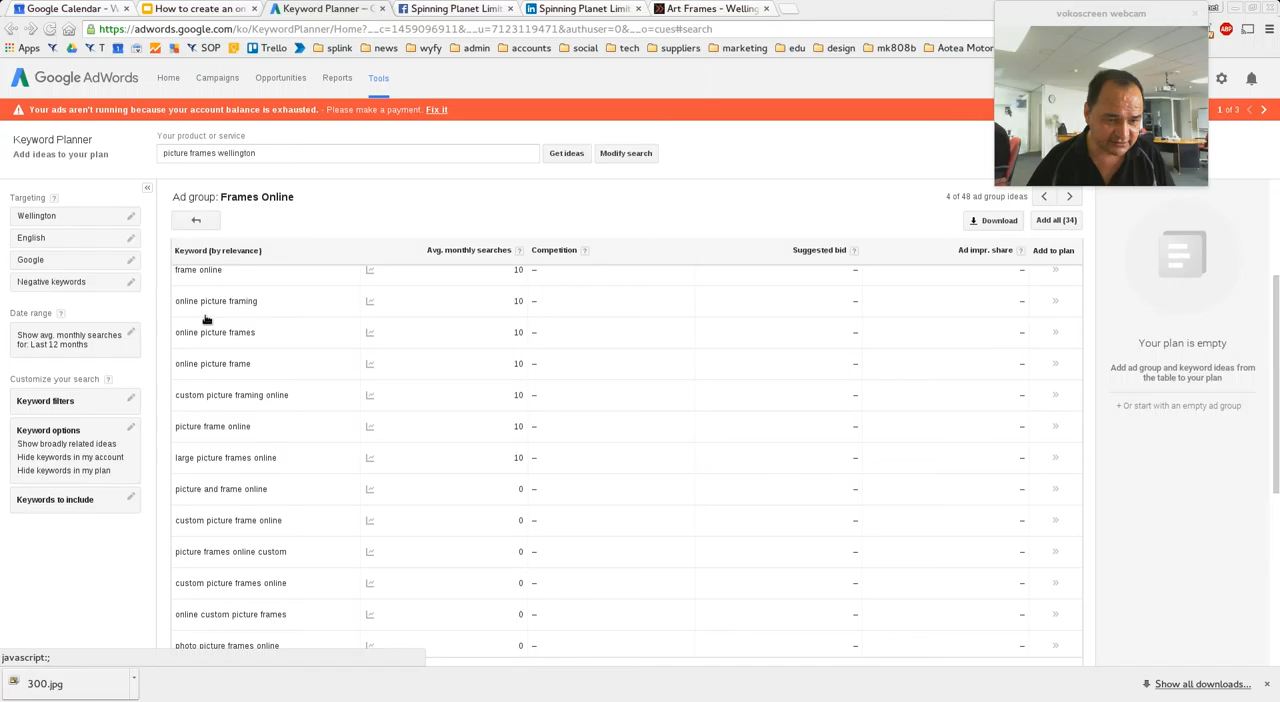 Google Calendar - V
How to create an on
Keyword Planner –
Spinning Planet Limit
Spinning Planet Limit
Art Frames - Welling
https://adwords.google.com/ko/KeywordPlanner/Home?__c=1459096911&__u=7123119471&authuser=0&__o=cues#search
Apps
T
SOP
Trello
splink
news
wyfy
admin
accounts
social
tech
suppliers
marketing
edu
design
mk808b
Aotea Motor
vokoscreen webcam
ABP
Google AdWords
Home
Campaigns
Opportunities
Reports
Tools
Your ads aren't running because your account balance is exhausted. - Please make a payment. Fix it
1 of 3
Keyword Planner
Add ideas to your plan
Your product or service
picture frames wellington
Get ideas
Modify search
Targeting ?
Wellington
English
Google
Negative keywords
Date range
Show avg. monthly searches
for: Last 12 months
Customize your search ?
Keyword filters
Keyword options
Show broadly related ideas
Hide keywords in my account
Hide keywords in my plan
Keywords to include
Ad group: Frames Online
4 of 48 ad group ideas
Download
Add all (34)
Keyword (by relevance) Avg. monthly searches ? Competition ? Suggested bid ? Ad impr. share ? Add to plan
frame online 10 – – – »
online picture framing 10 – – – »
online picture frames 10 – – – »
online picture frame 10 – – – »
custom picture framing online 10 – – – »
picture frame online 10 – – – »
large picture frames online 10 – – – »
picture and frame online 0 – – – »
custom picture frame online 0 – – – »
picture frames online custom 0 – – – »
custom picture frames online 0 – – – »
online custom picture frames 0 – – – »
photo picture frames online 0 – – – »
Your plan is empty
Add ad group and keyword ideas from
the table to your plan
+ Or start with an empty ad group
javascript:;
300.jpg
Show all downloads...